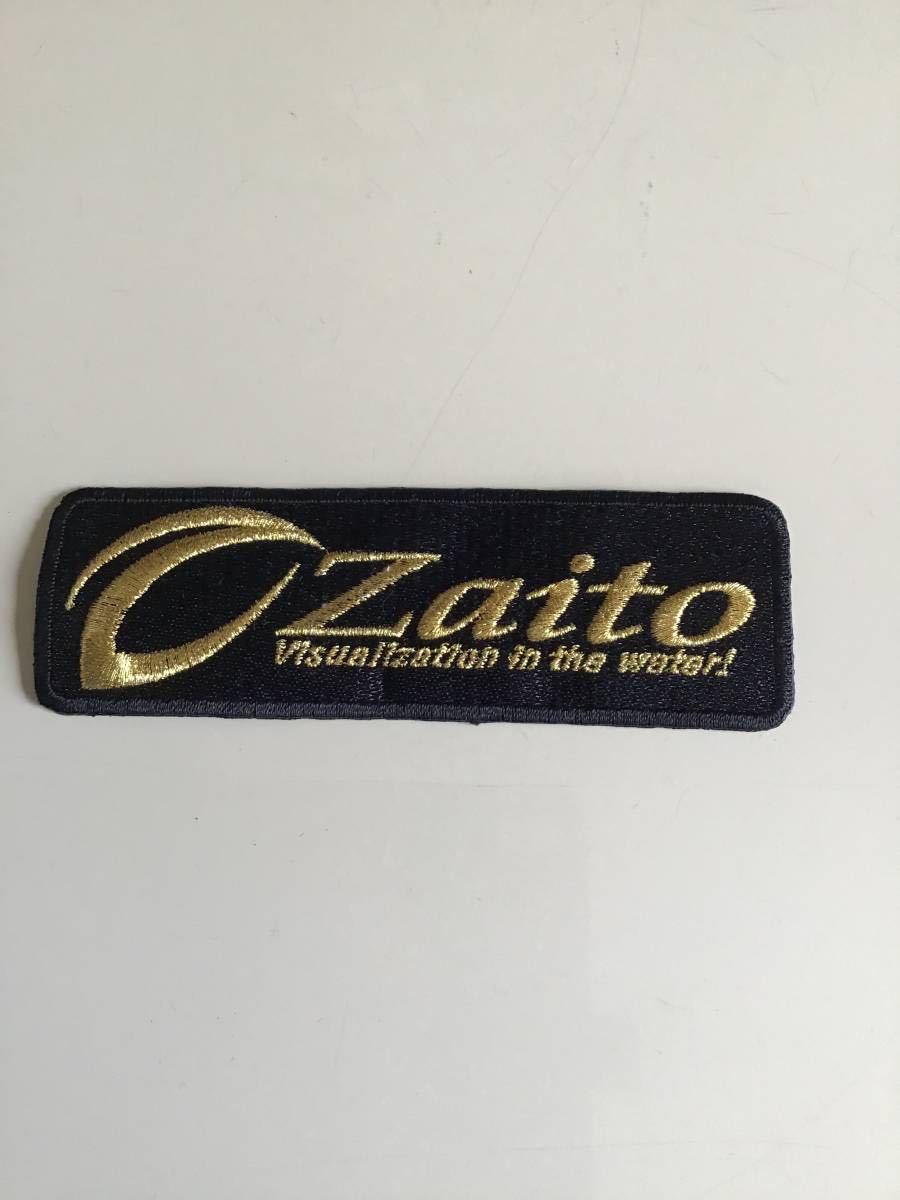 Zaito
Visualization in the water!